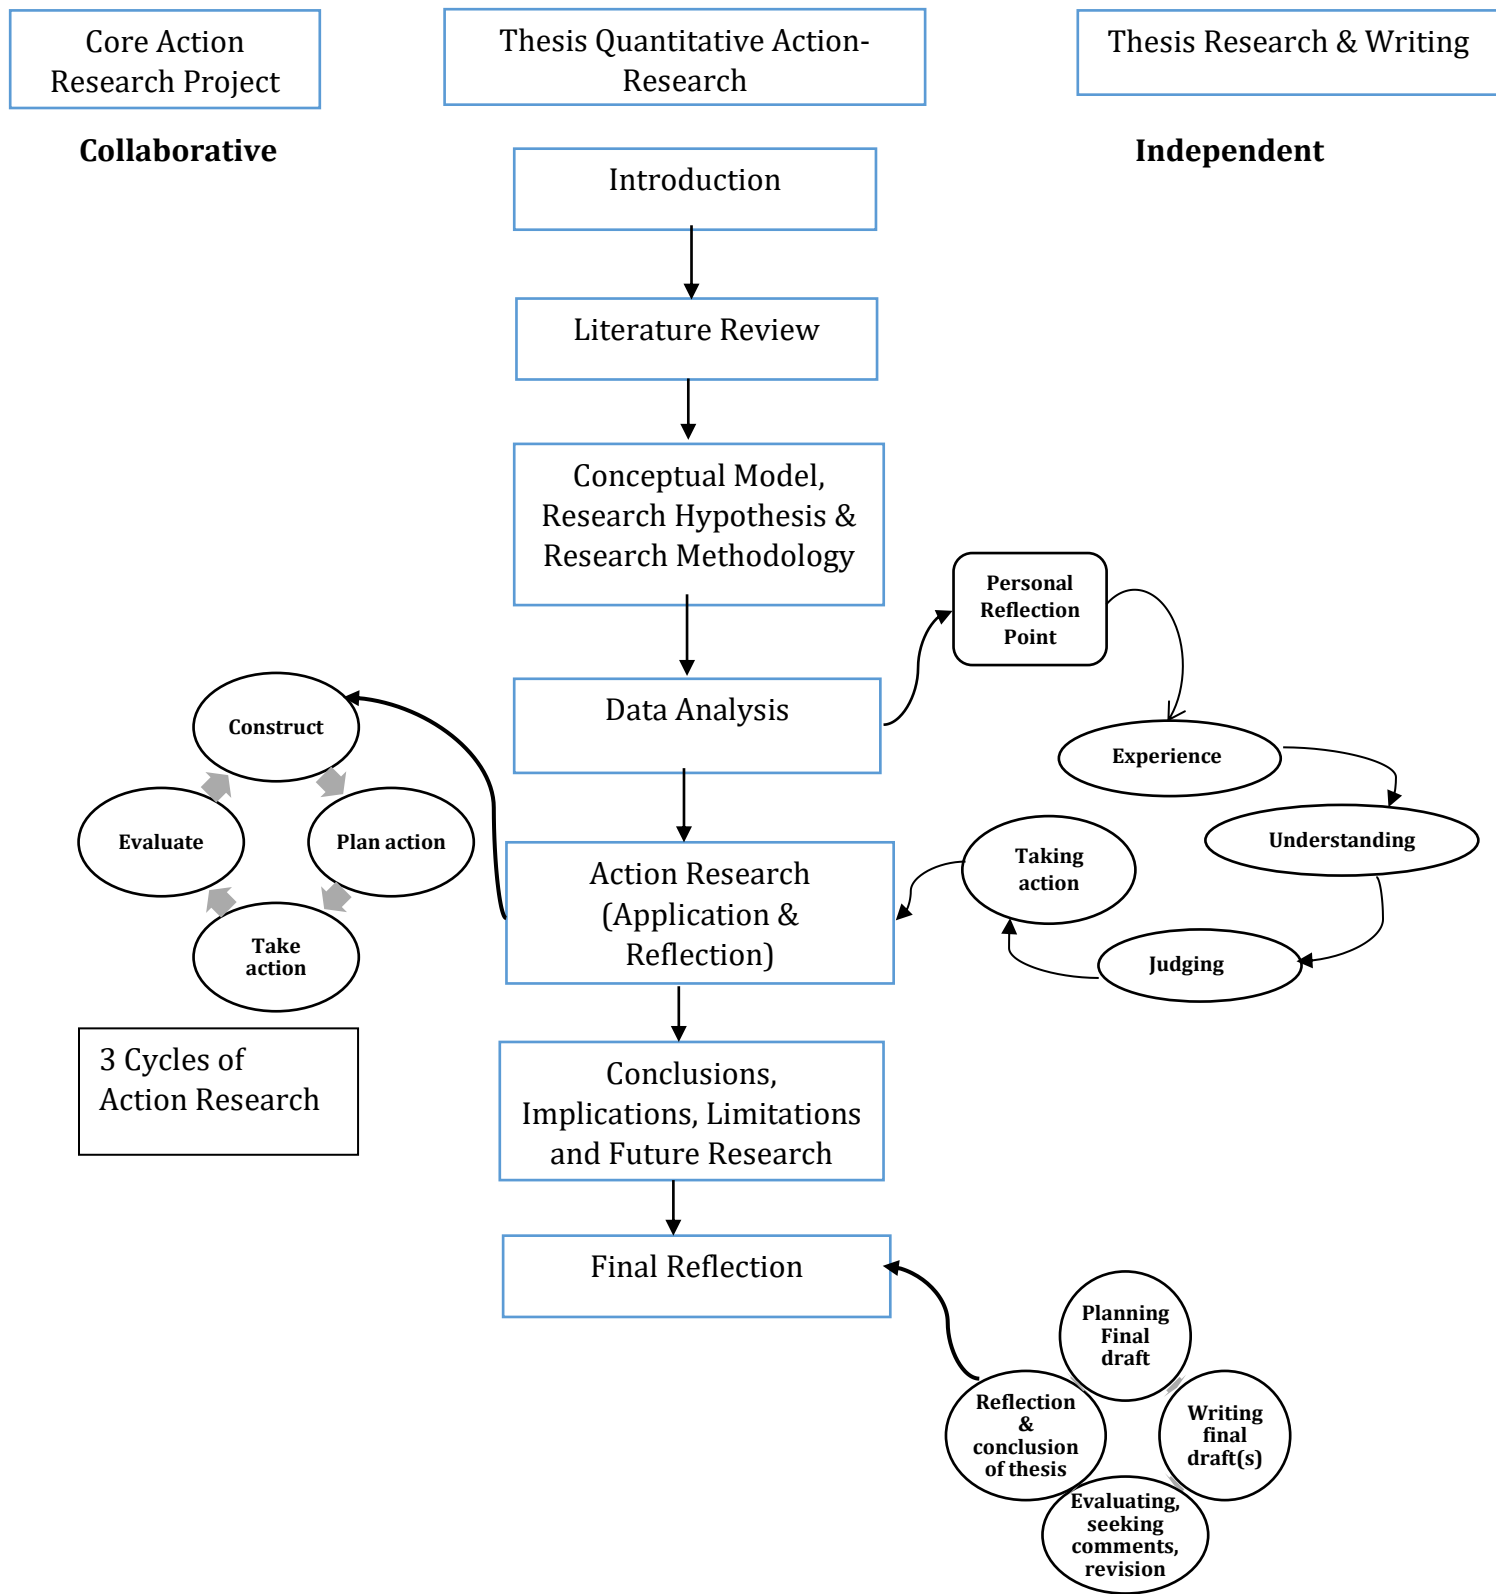 Core Action
Research Project
Thesis Quantitative Action-
Research
Thesis Research & Writing
Collaborative
Independent
Introduction
Literature Review
Conceptual Model,
Research Hypothesis &
Research Methodology
Personal
Reflection
Point
Data Analysis
Construct
Experience
Evaluate
Plan action
Understanding
Taking
action
Action Research
(Application &
Reflection)
Take
action
Judging
3 Cycles of
Action Research
Conclusions,
Implications, Limitations
and Future Research
Final Reflection
Planning
Final
draft
Reflection
&
conclusion
of thesis
Writing
final
draft(s)
Evaluating,
seeking
comments,
revision